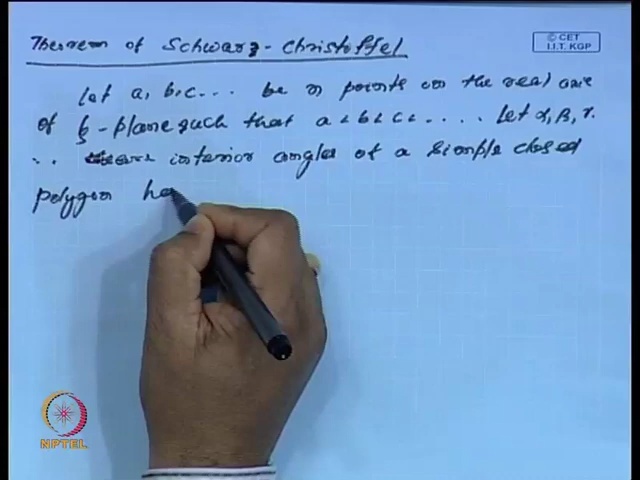 Theorem of Schwarz-Christoffel
© CET
I.I.T. KGP
Let a, b, c... be n points on the real axis
of ξ-plane such that a < b < c < .... Let α, β, γ.
.. are interior angles of a simple closed
polygon ha
NPTEL